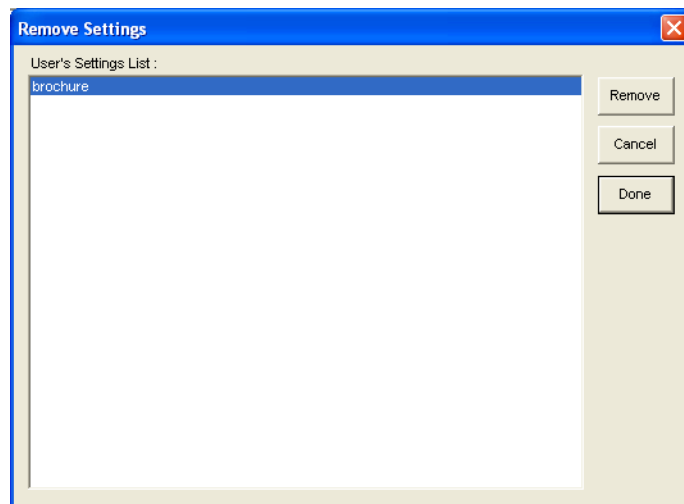 Remove Settings
User's Settings List :
brochure
Remove
Cancel
Done